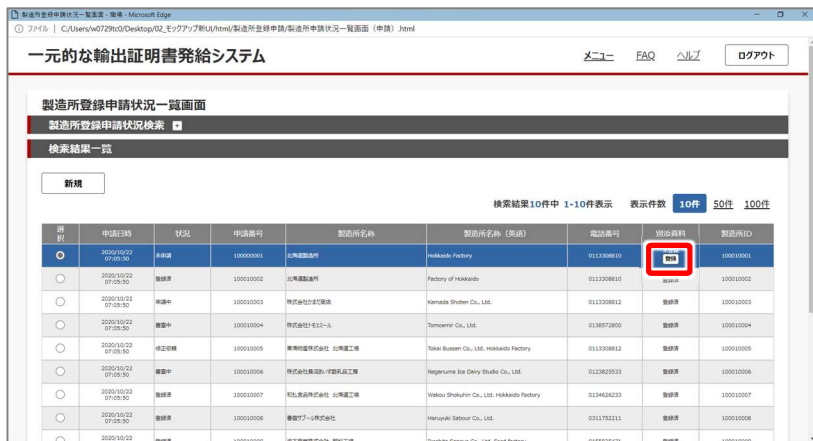 製造所登録申請状況一覧画面 - 職場 - Microsoft Edge
ファイル | C:/Users/w0729tc0/Desktop/02_モックアップ新UI/html/製造所登録申請/製造所申請状況一覧画面（申請）.html
一元的な輸出証明書発給システム メニュー FAQ ヘルプ ログアウト
製造所登録申請状況一覧画面
製造所登録申請状況検索 +
検索結果一覧
新規
検索結果10件中 1-10件表示 表示件数 10件 50件 100件
選択 申請日時 状況 申請番号 製造所名称 製造所名称（英語） 電話番号 別添資料 製造所ID
2020/10/22 07:05:50 未申請 100000001 北海道製造所 Hokkaido Factory 0113308810 登録 100010001
2020/10/22 07:05:50 登録済 100010002 北海道製造所 Factory of Hokkaido 0113308810 登録済 100010002
2020/10/22 07:05:50 申請中 100010003 株式会社かまだ商店 Kamada Shoten Co., Ltd. 0113308812 登録済 100010003
2020/10/22 07:05:50 審査中 100010004 株式会社トモエミール Tomoemir Co., Ltd. 0138572800 登録済 100010004
2020/10/22 07:05:50 修正依頼 100010005 東海物産株式会社 北海道工場 Tokai Bussan Co., Ltd. Hokkaido Factory 0113308812 登録済 100010005
2020/10/22 07:05:50 審査中 100010006 株式会社長沼あいす酪乳品工房 Naganuma Ice Dairy Studio Co., Ltd. 0123825533 登録済 100010006
2020/10/22 07:05:50 登録済 100010007 和弘食品株式会社 北海道工場 Wakou Shokuhin Co., Ltd. Hokkaido Factory 0134626233 登録済 100010007
2020/10/22 07:05:50 登録済 100010008 春雪サブール株式会社 Haruyuki Sabour Co., Ltd. 0311752211 登録済 100010008
2020/10/22